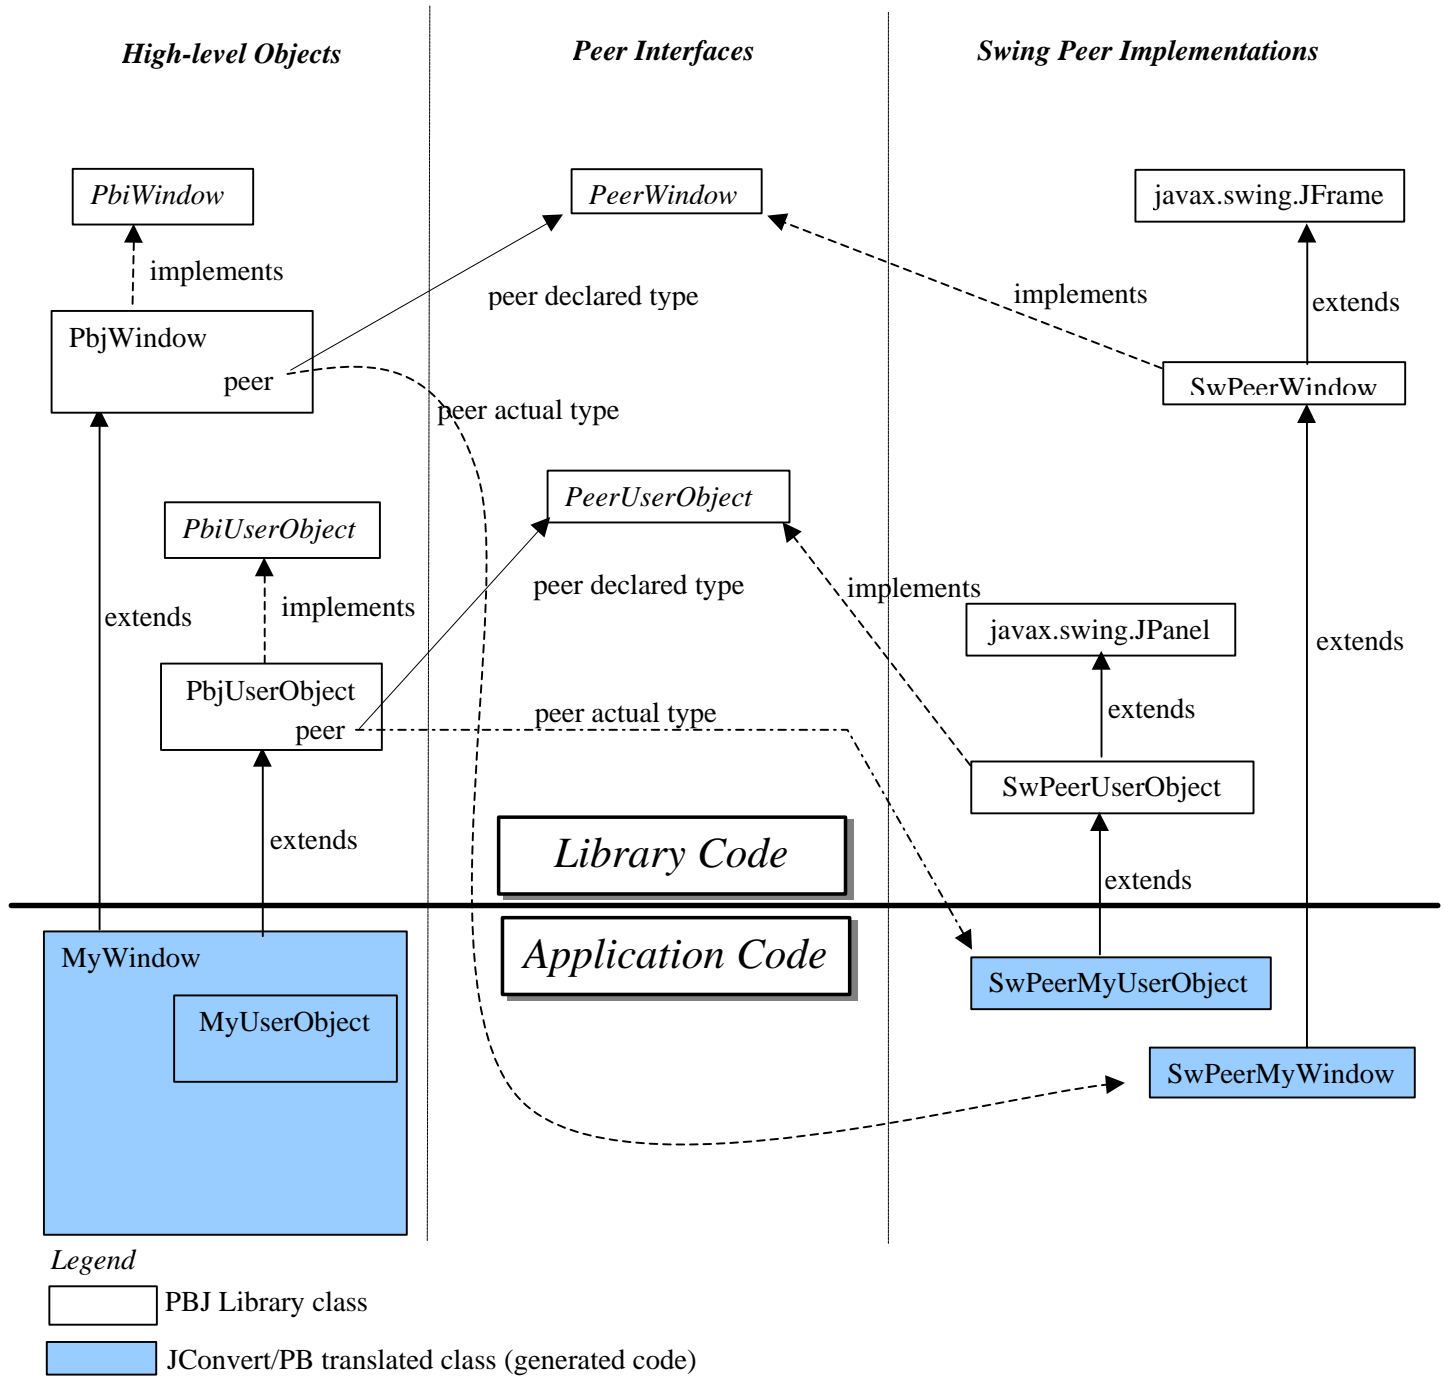 High-level Objects
Peer Interfaces
Swing Peer Implementations
PbiWindow
PeerWindow
javax.swing.JFrame
implements
peer declared type
implements
extends
PbjWindow
peer
SwPeerWindow
peer actual type
PeerUserObject
PbiUserObject
peer declared type
implements
implements
extends
javax.swing.JPanel
extends
PbjUserObject
peer
peer actual type
extends
SwPeerUserObject
extends
Library Code
extends
Application Code
MyWindow
SwPeerMyUserObject
MyUserObject
SwPeerMyWindow
Legend
PBJ Library class
JConvert/PB translated class (generated code)